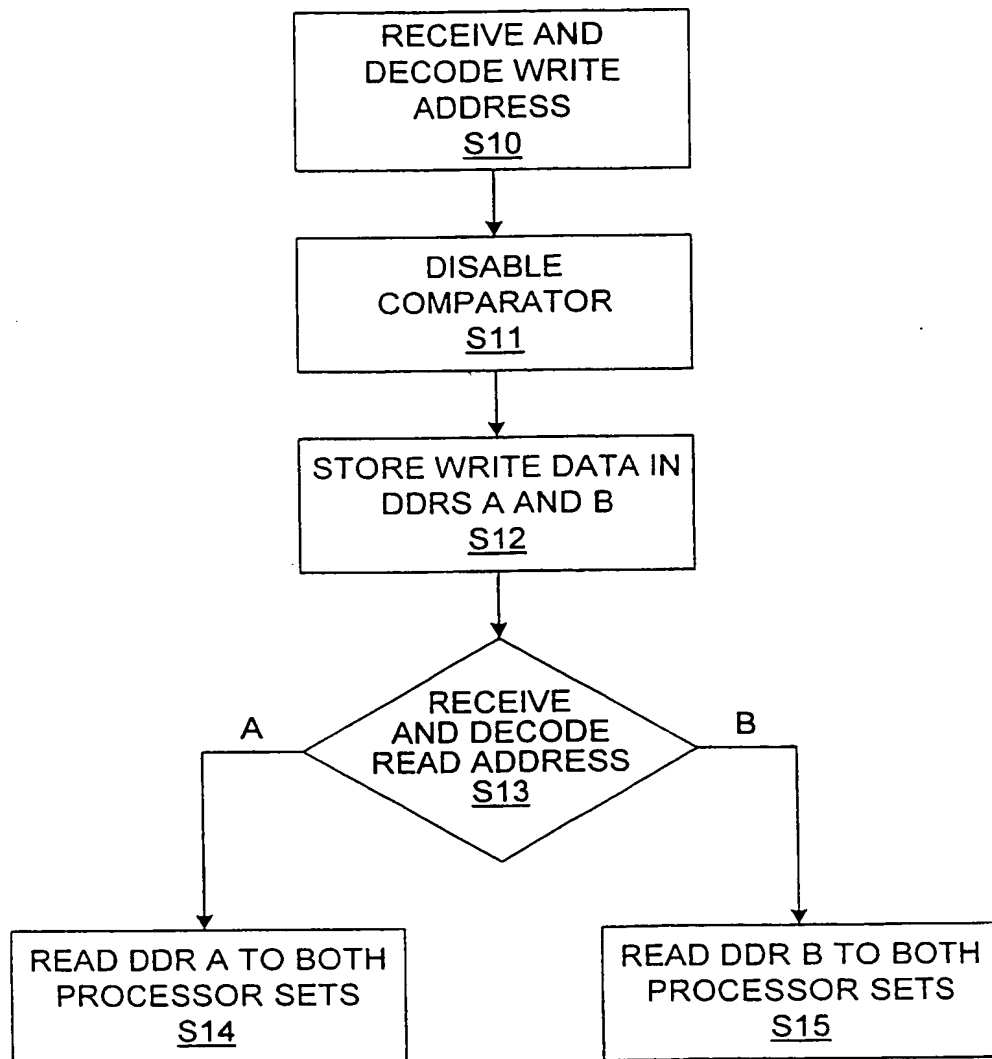 RECEIVE AND
DECODE WRITE
ADDRESS
S10
DISABLE
COMPARATOR
S11
STORE WRITE DATA IN
DDRS A AND B
S12
RECEIVE
AND DECODE
READ ADDRESS
S13
A
B
READ DDR A TO BOTH
PROCESSOR SETS
S14
READ DDR B TO BOTH
PROCESSOR SETS
S15